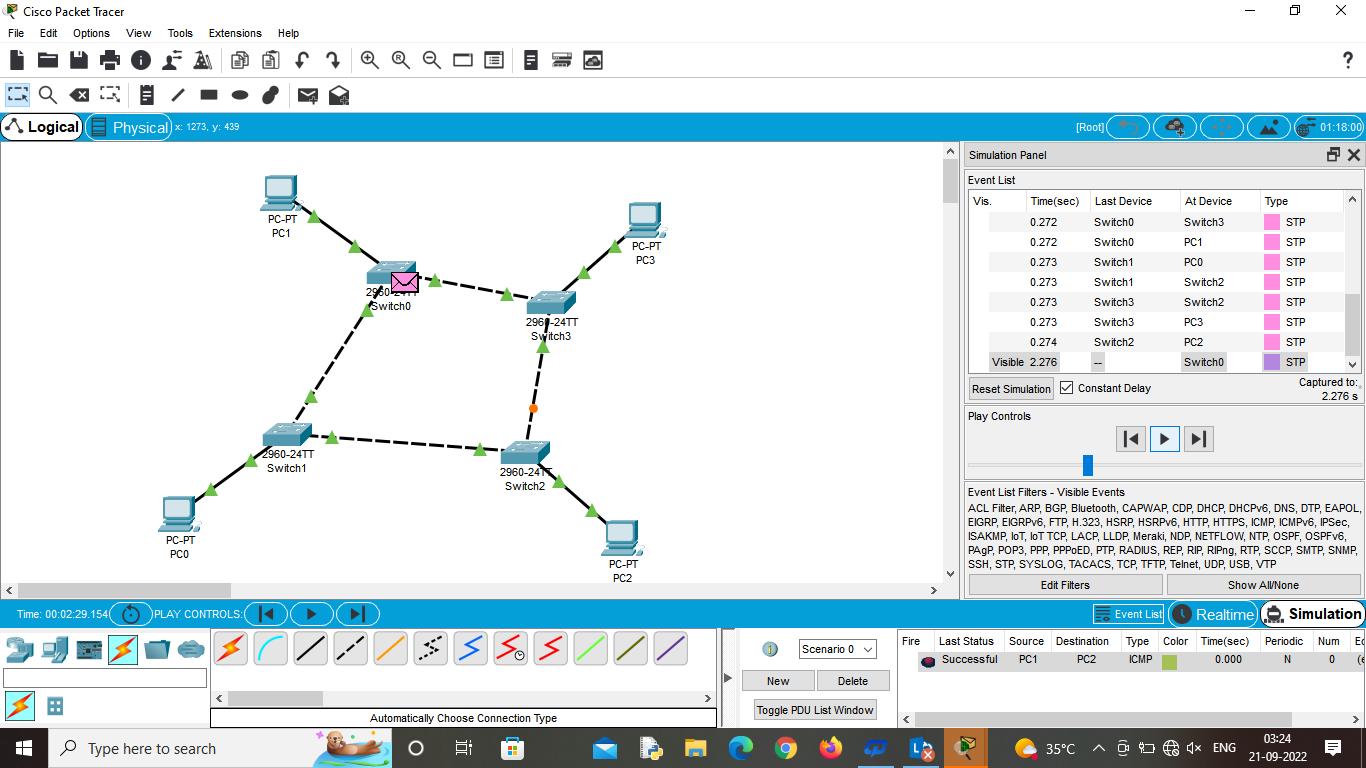 Cisco Packet Tracer
File Edit Options View Tools Extensions Help
Logical Physical x: 1273, y: 439 [Root] 01:18:00
PC-PT
PC1
PC-PT
PC3
2960-24TT
Switch0
2960-24TT
Switch3
2960-24TT
Switch1
2960-24TT
Switch2
PC-PT
PC0
PC-PT
PC2
Simulation Panel
Event List
Vis. Time(sec) Last Device At Device Type
0.272 Switch0 Switch3 STP
0.272 Switch0 PC1 STP
0.273 Switch1 PC0 STP
0.273 Switch1 Switch2 STP
0.273 Switch3 Switch2 STP
0.273 Switch3 PC3 STP
0.274 Switch2 PC2 STP
Visible 2.276 -- Switch0 STP
Reset Simulation Constant Delay Captured to:*
2.276 s
Play Controls
Event List Filters - Visible Events
ACL Filter, ARP, BGP, Bluetooth, CAPWAP, CDP, DHCP, DHCPv6, DNS, DTP, EAPOL,
EIGRP, EIGRPv6, FTP, H.323, HSRP, HSRPv6, HTTP, HTTPS, ICMP, ICMPv6, IPSec,
ISAKMP, IoT, IoT TCP, LACP, LLDP, Meraki, NDP, NETFLOW, NTP, OSPF, OSPFv6,
PAgP, POP3, PPP, PPPoED, PTP, RADIUS, REP, RIP, RIPng, RTP, SCCP, SMTP, SNMP,
SSH, STP, SYSLOG, TACACS, TCP, TFTP, Telnet, UDP, USB, VTP
Edit Filters Show All/None
Time: 00:02:29.154 PLAY CONTROLS: Event List Realtime Simulation
Scenario 0
New Delete
Toggle PDU List Window
Fire Last Status Source Destination Type Color Time(sec) Periodic Num Ec
Successful PC1 PC2 ICMP 0.000 N 0 (e
Automatically Choose Connection Type
Type here to search
35°C ENG 03:24
21-09-2022